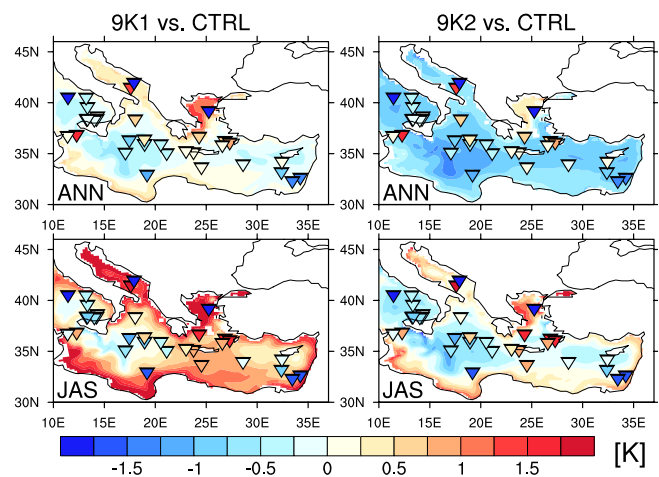 9K1 vs. CTRL 9K2 vs. CTRL
45N 45N
40N 40N
35N 35N
30N 30N
ANN ANN
10E 15E 20E 25E 30E 35E 10E 15E 20E 25E 30E 35E
45N 45N
40N 40N
35N 35N
30N 30N
JAS JAS
10E 15E 20E 25E 30E 35E 10E 15E 20E 25E 30E 35E
-1.5 -1 -0.5 0 0.5 1 1.5 [K]